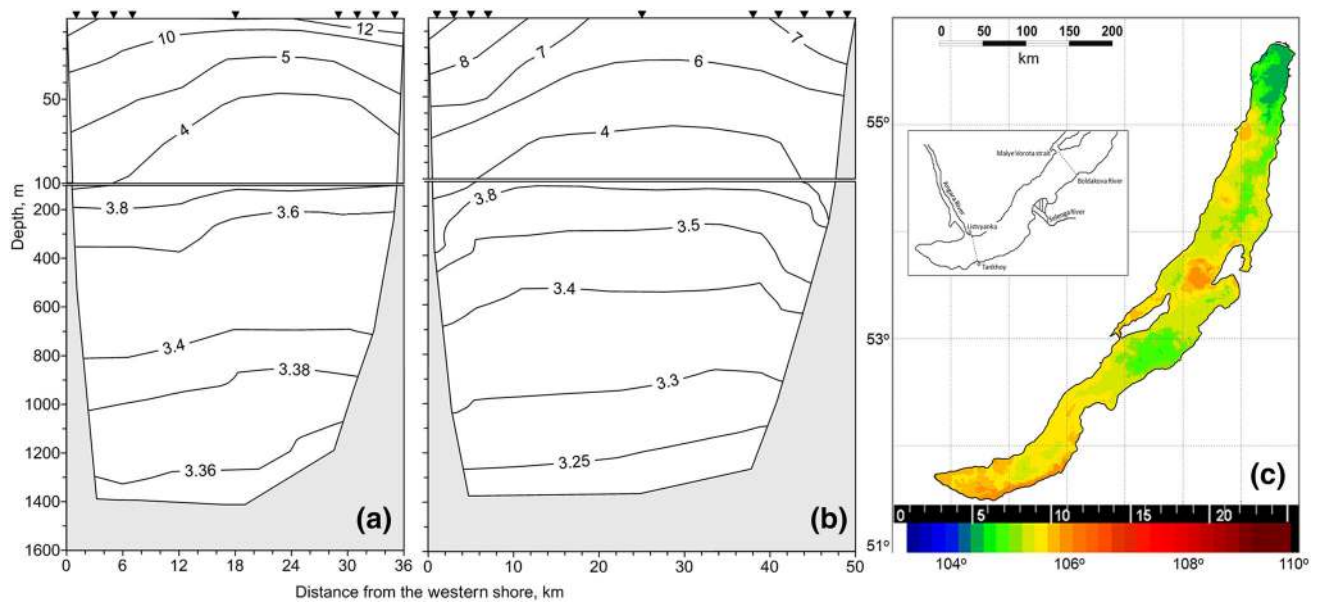 10
12
5
4
3.8
3.6
3.4
3.38
3.36
(a)
50
100
200
400
600
800
1000
1200
1400
1600
Depth, m
0 6 12 18 24 30 36
8
7
7
6
4
3.8
3.5
3.4
3.3
3.25
(b)
0 10 20 30 40 50
Distance from the western shore, km
0 50 100 150 200
km
55°
53°
51°
Malye Vorota strait
Boldakova River
Angara River
Selenga River
Listvyanka
Tankhoy
(c)
0 5 10 15 20
104° 106° 108° 110°